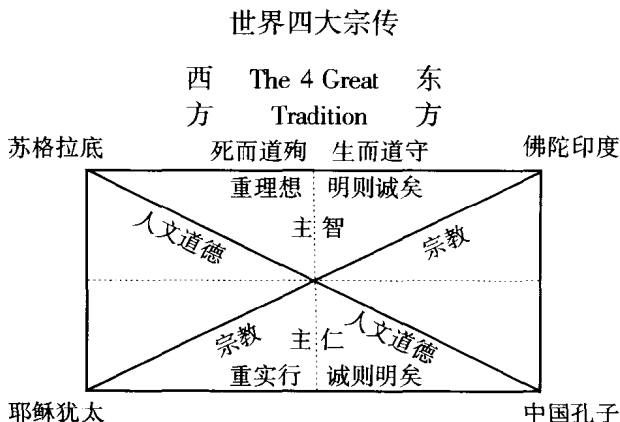 世界四大宗传
西 The 4 Great 东
方 Tradition 方
苏格拉底 死而道殉 生而道守 佛陀印度
重理想 明则诚矣
人文道德 主智 宗教
宗教 主仁 人文道德
重实行 诚则明矣
耶稣犹太 中国孔子